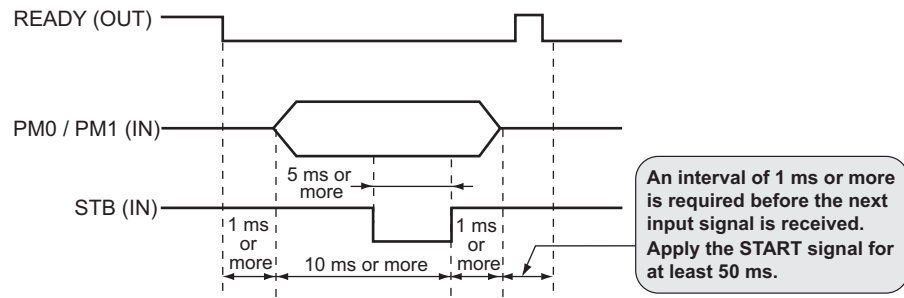 READY (OUT)
PM0 / PM1 (IN)
5 ms or
more
STB (IN)
1 ms
or
more
10 ms or more
1 ms
or
more
An interval of 1 ms or more
is required before the next
input signal is received.
Apply the START signal for
at least 50 ms.